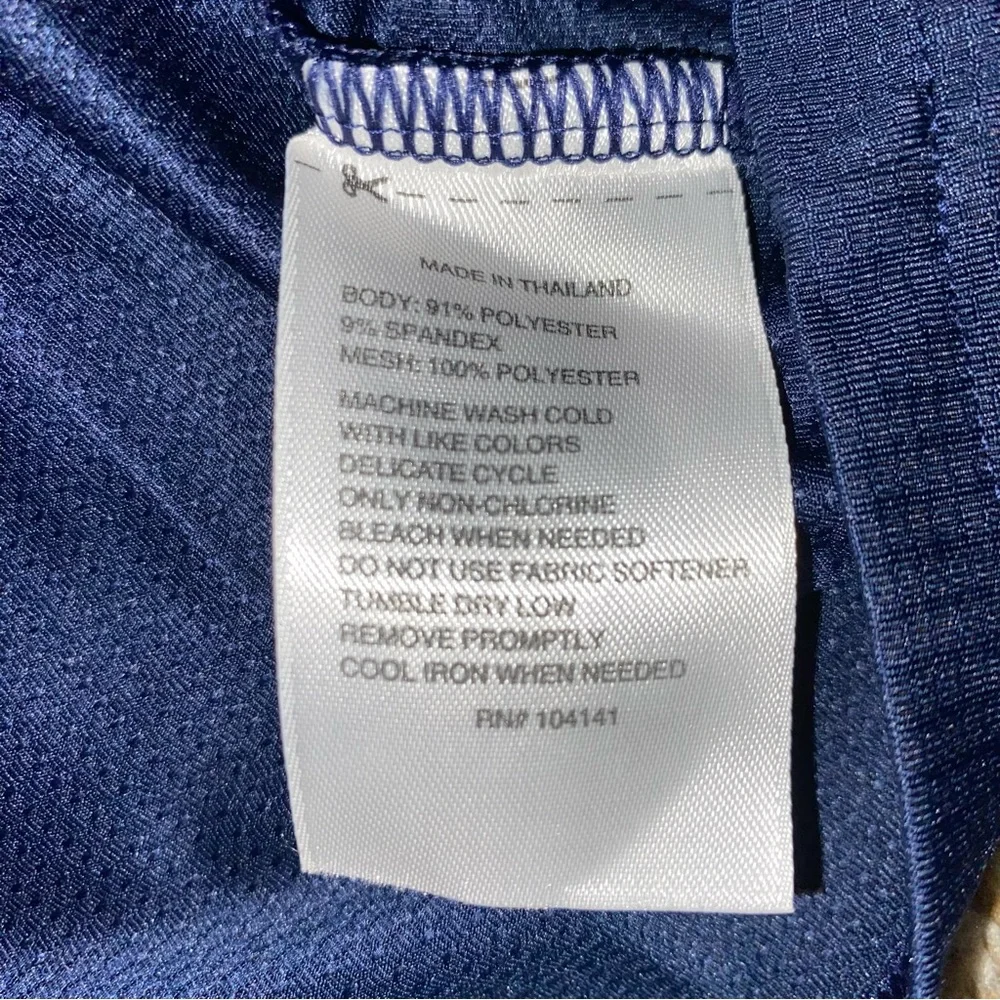 MADE IN THAILAND
BODY: 91% POLYESTER
9% SPANDEX
MESH: 100% POLYESTER
MACHINE WASH COLD
WITH LIKE COLORS
DELICATE CYCLE
ONLY NON-CHLORINE
BLEACH WHEN NEEDED
DO NOT USE FABRIC SOFTENER
TUMBLE DRY LOW
REMOVE PROMPTLY
COOL IRON WHEN NEEDED
RN# 104141